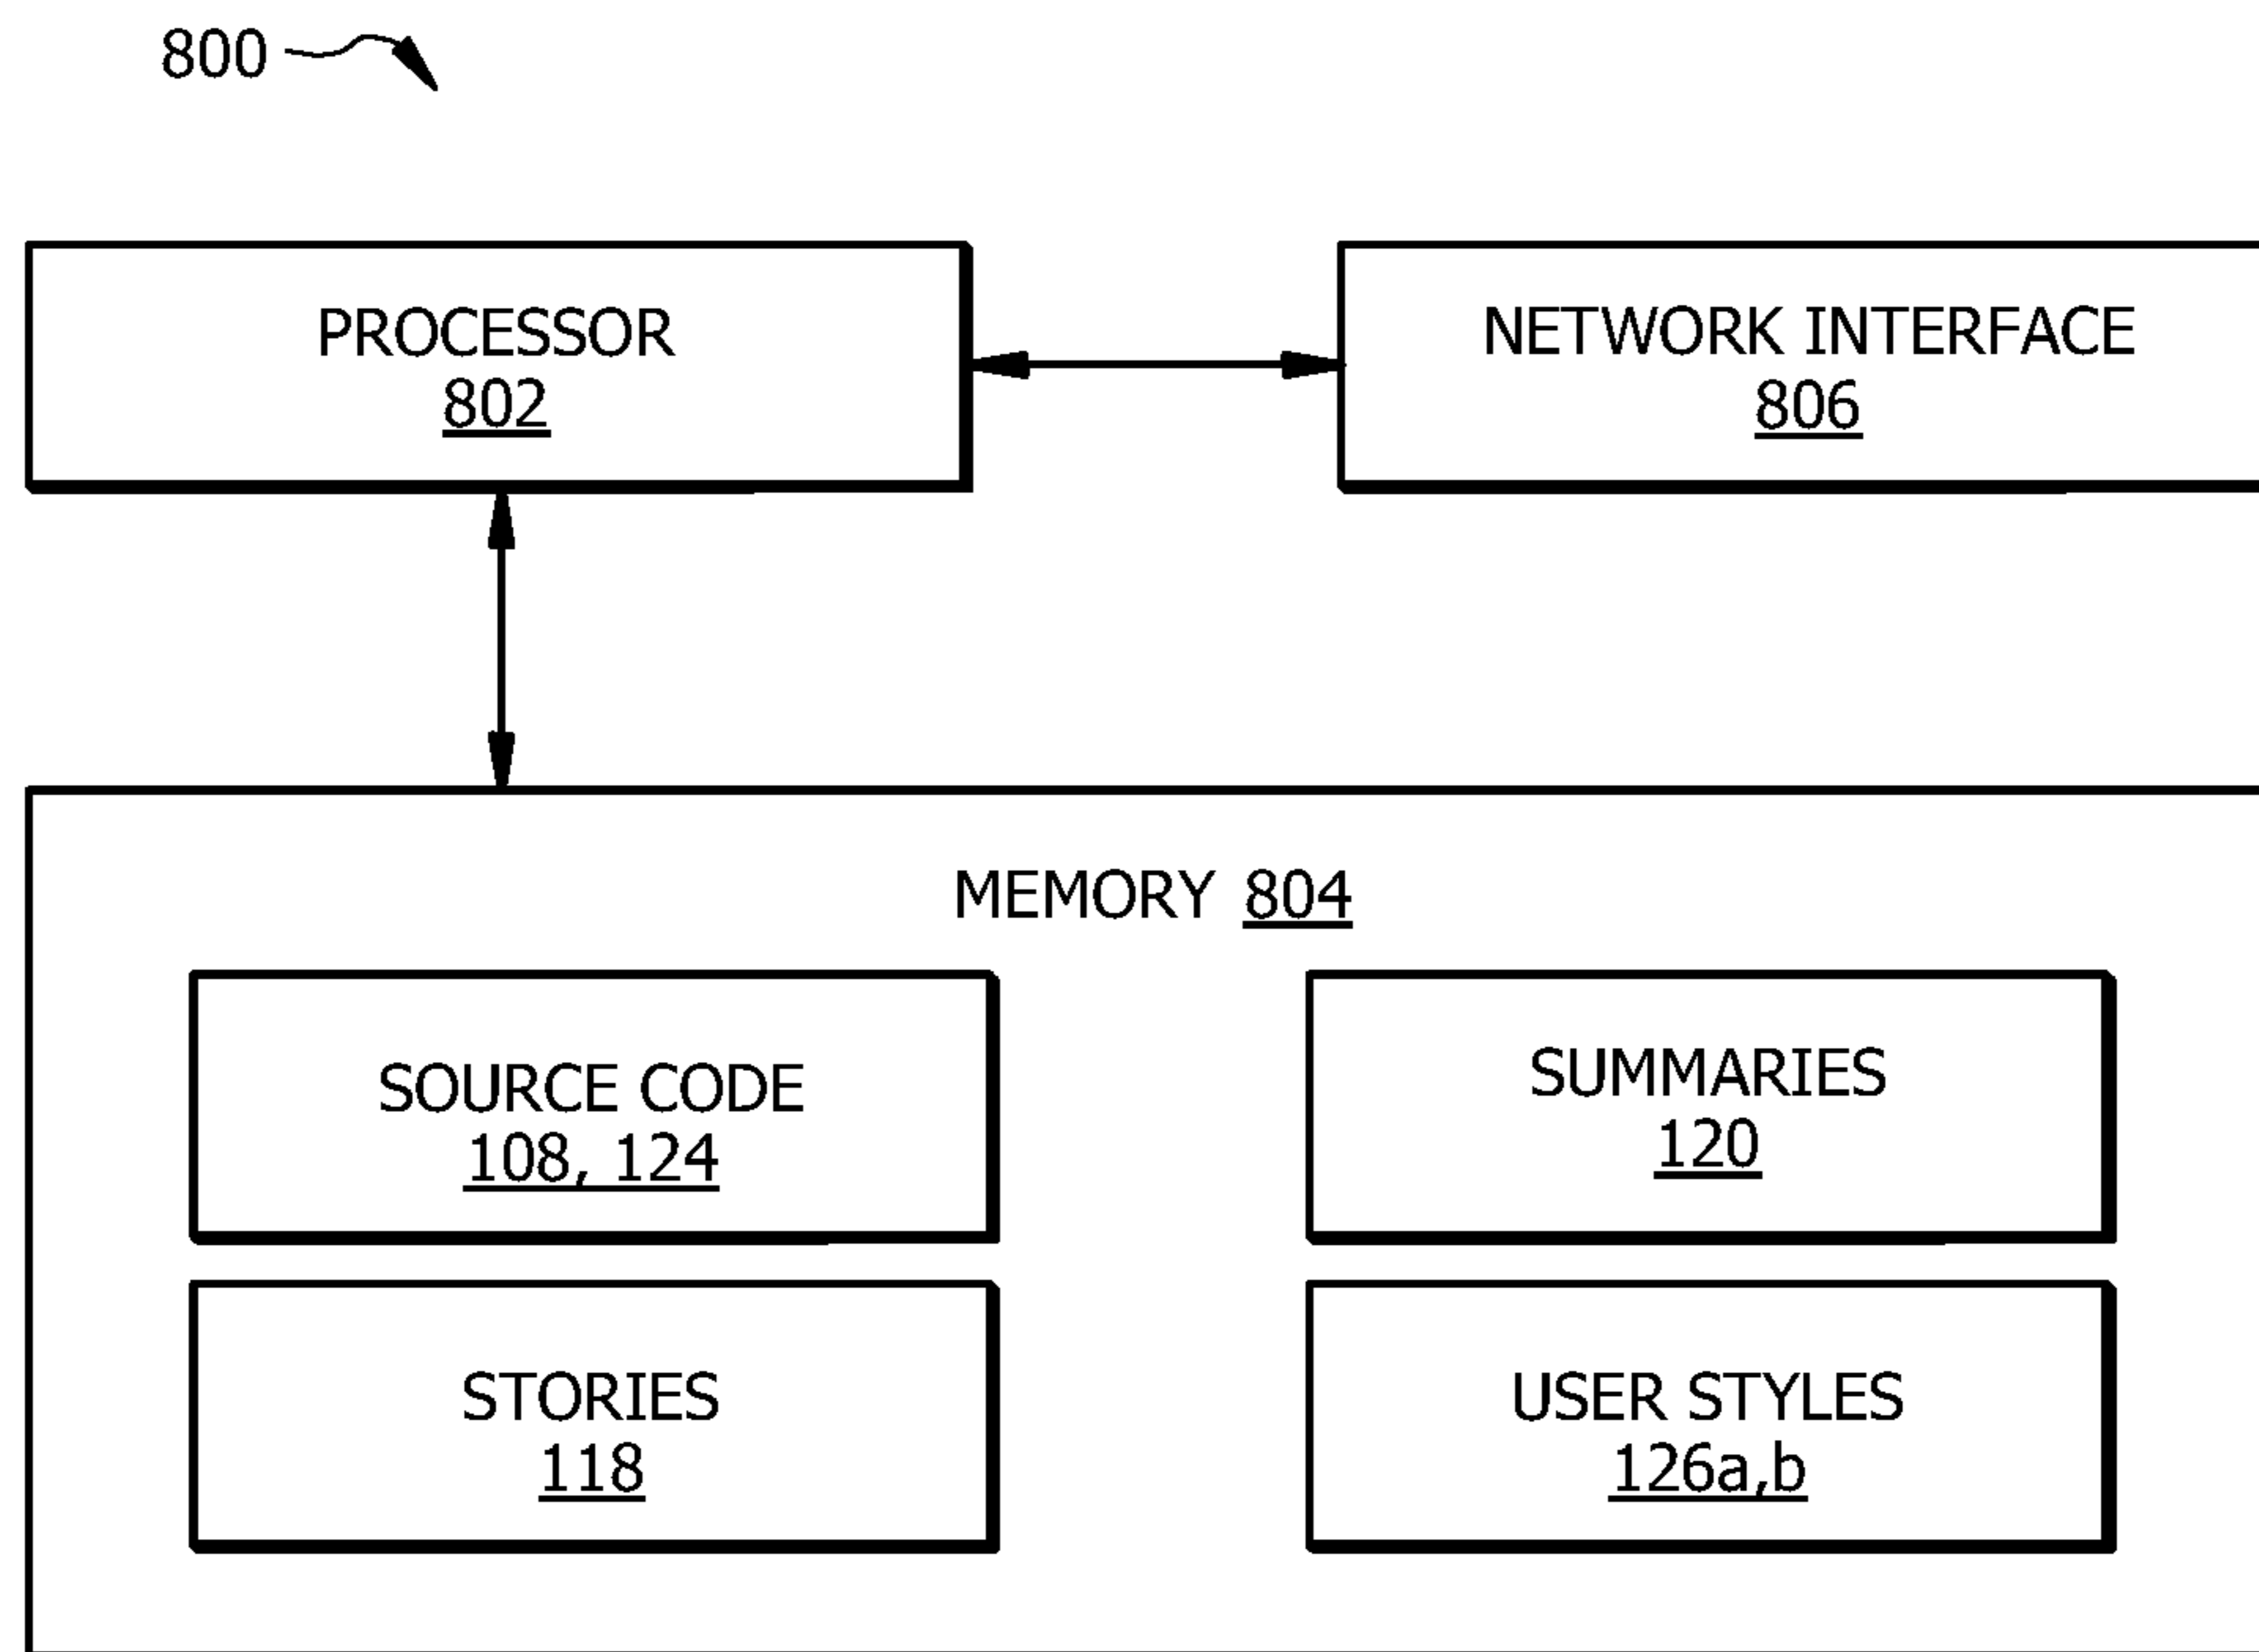 800
PROCESSOR
802
NETWORK INTERFACE
806
MEMORY 804
SOURCE CODE
108, 124
SUMMARIES
120
STORIES
118
USER STYLES
126a,b